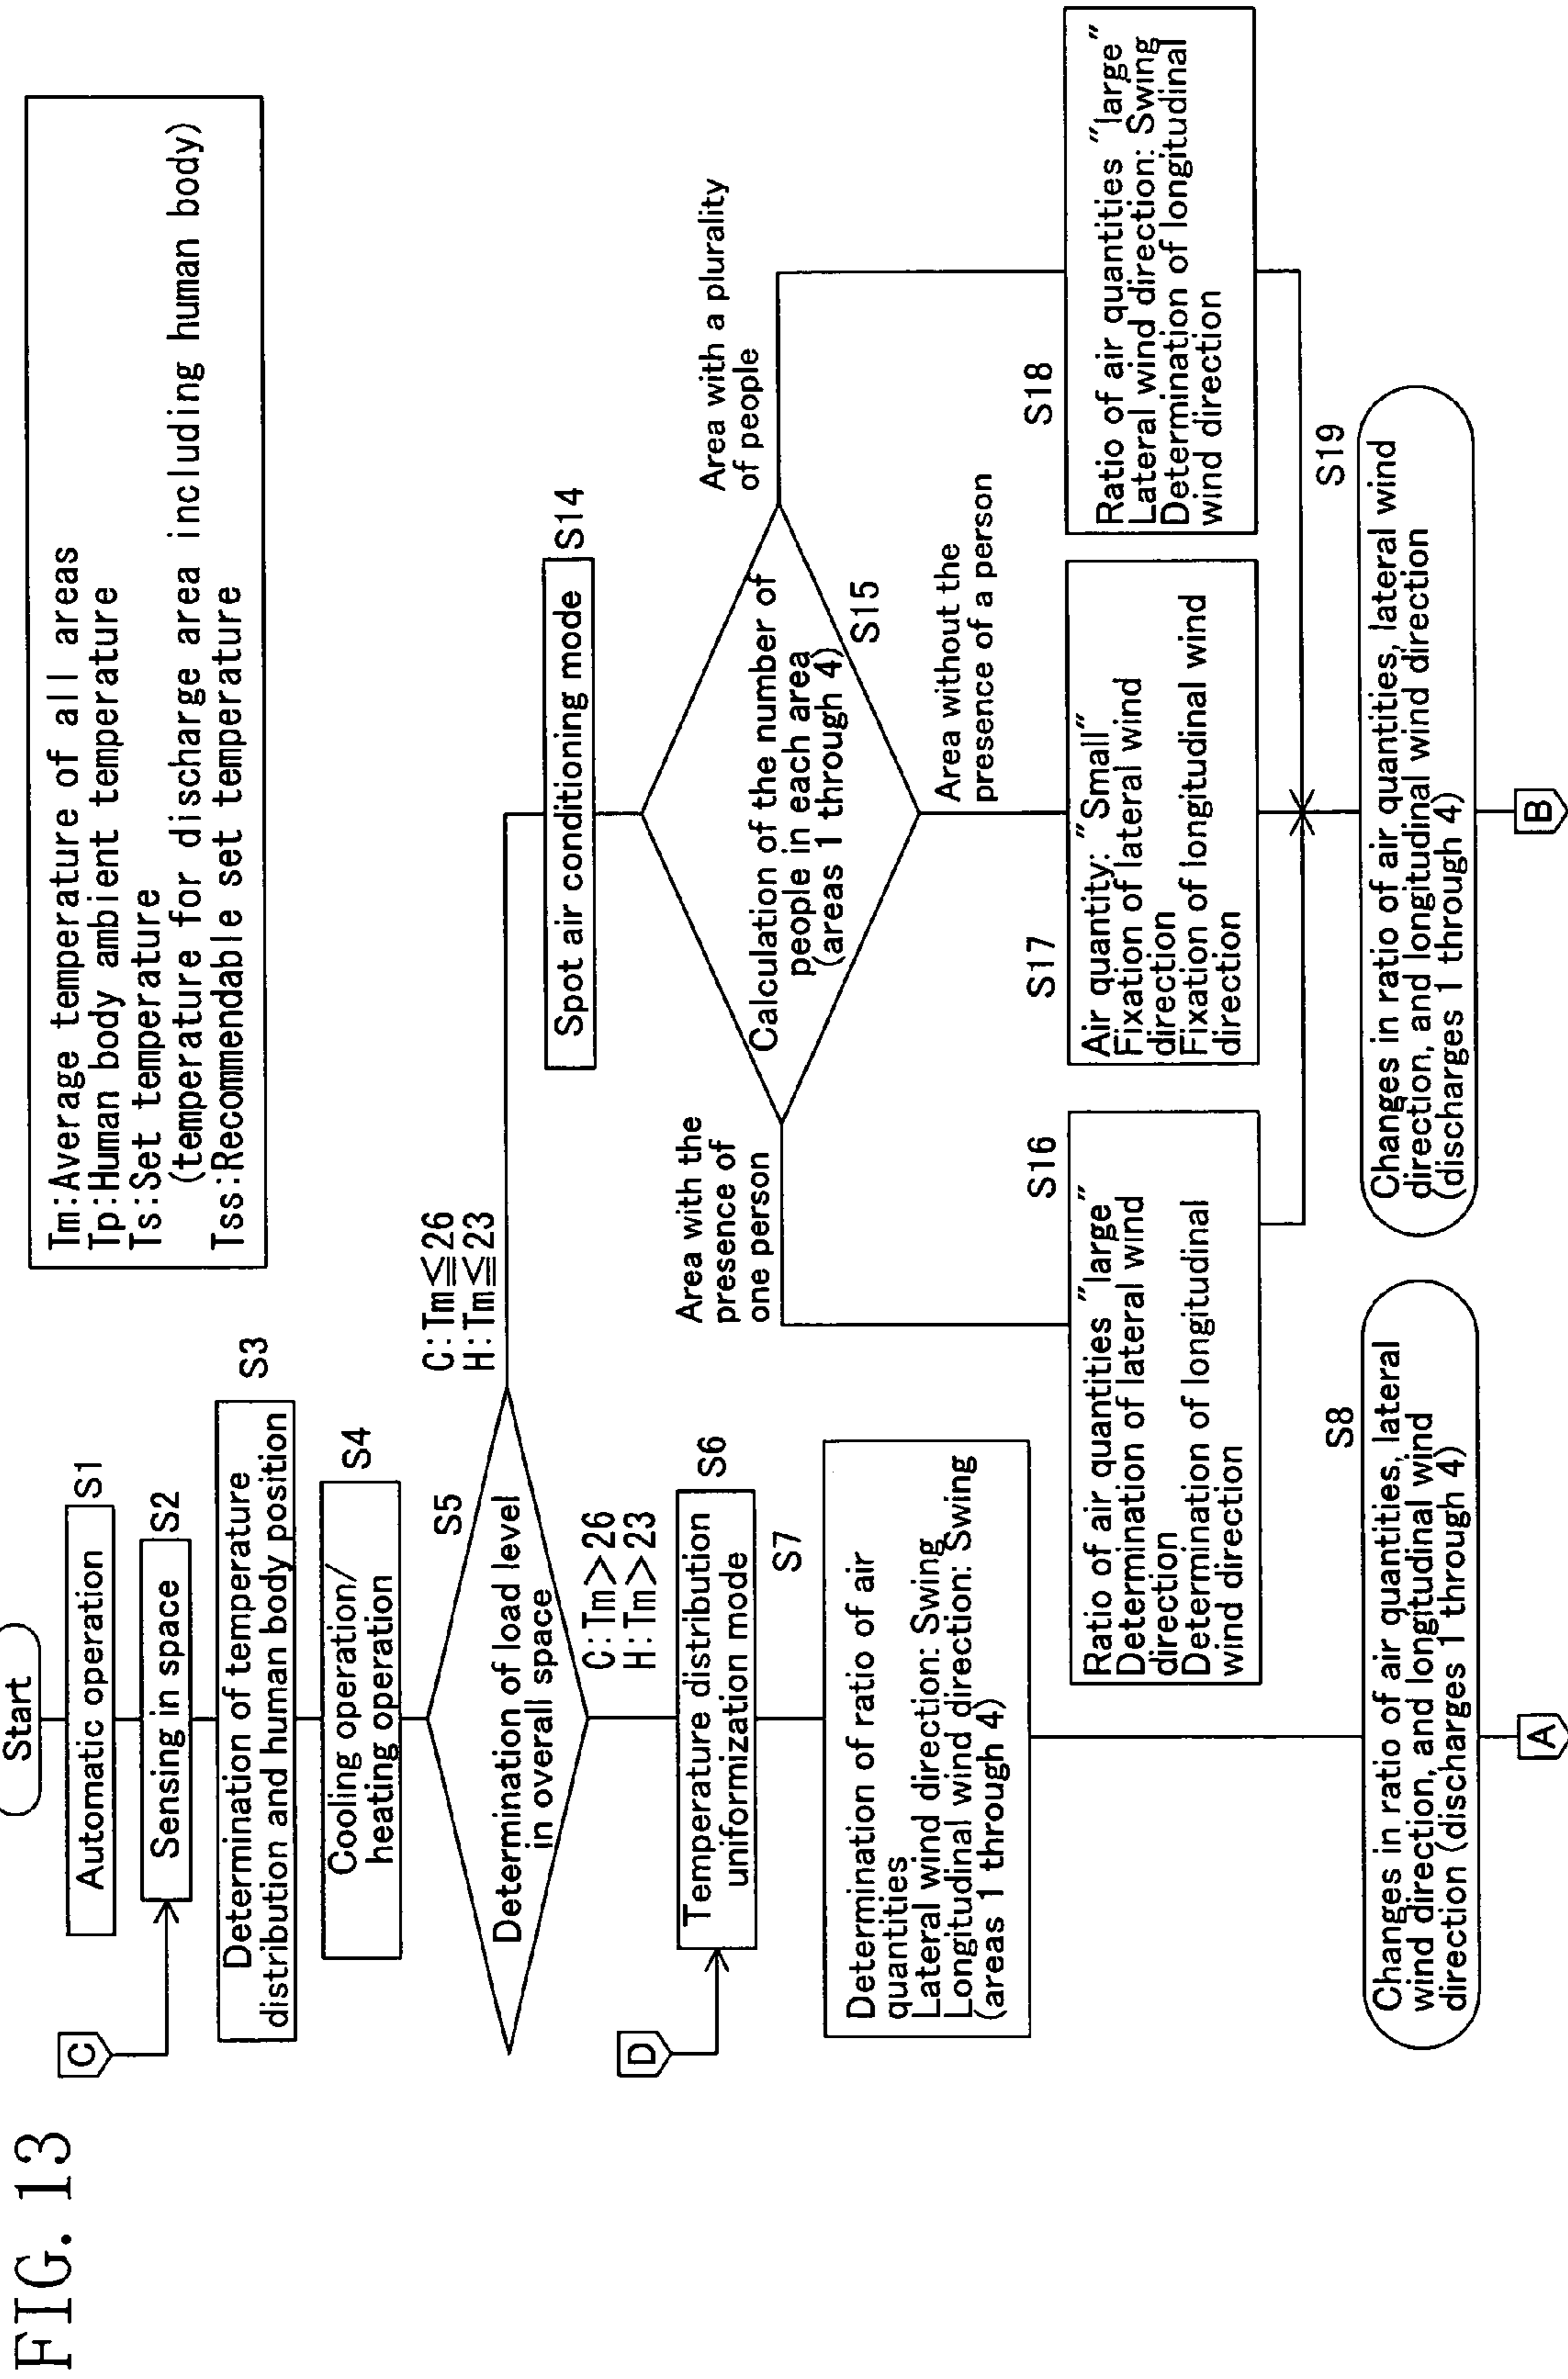 FIG. 13
Tm:Average temperature of all areas
Tp:Human body ambient temperature
Ts:Set temperature
(temperature for discharge area including human body)
Tss:Recommendable set temperature
Start
Automatic operation
S1
C
Sensing in space
S2
Determination of temperature
distribution and human body position
S3
Cooling operation/
heating operation
S4
Determination of load level
in overall space
S5
C:Tm≦26
H:Tm≦23
C:Tm>26
H:Tm>23
D
Temperature distribution
uniformization mode
S6
S7
Determination of ratio of air
quantities
Lateral wind direction: Swing
Longitudinal wind direction: Swing
(areas 1 through 4)
S8
Changes in ratio of air quantities, lateral
wind direction, and longitudinal wind
direction (discharges 1 through 4)
A
Spot air conditioning mode
S14
Calculation of the number of
people in each area
(areas 1 through 4)
S15
Area with the
presence of
one person
Area without the
presence of a person
Area with a plurality
of people
S16
Ratio of air quantities "large"
Determination of lateral wind
direction
Determination of longitudinal
wind direction
S17
Air quantity: "Small"
Fixation of lateral wind
direction
Fixation of longitudinal wind
direction
S18
Ratio of air quantities "large"
Lateral wind direction: Swing
Determination of longitudinal
wind direction
S19
Changes in ratio of air quantities, lateral wind
direction, and longitudinal wind direction
(discharges 1 through 4)
B